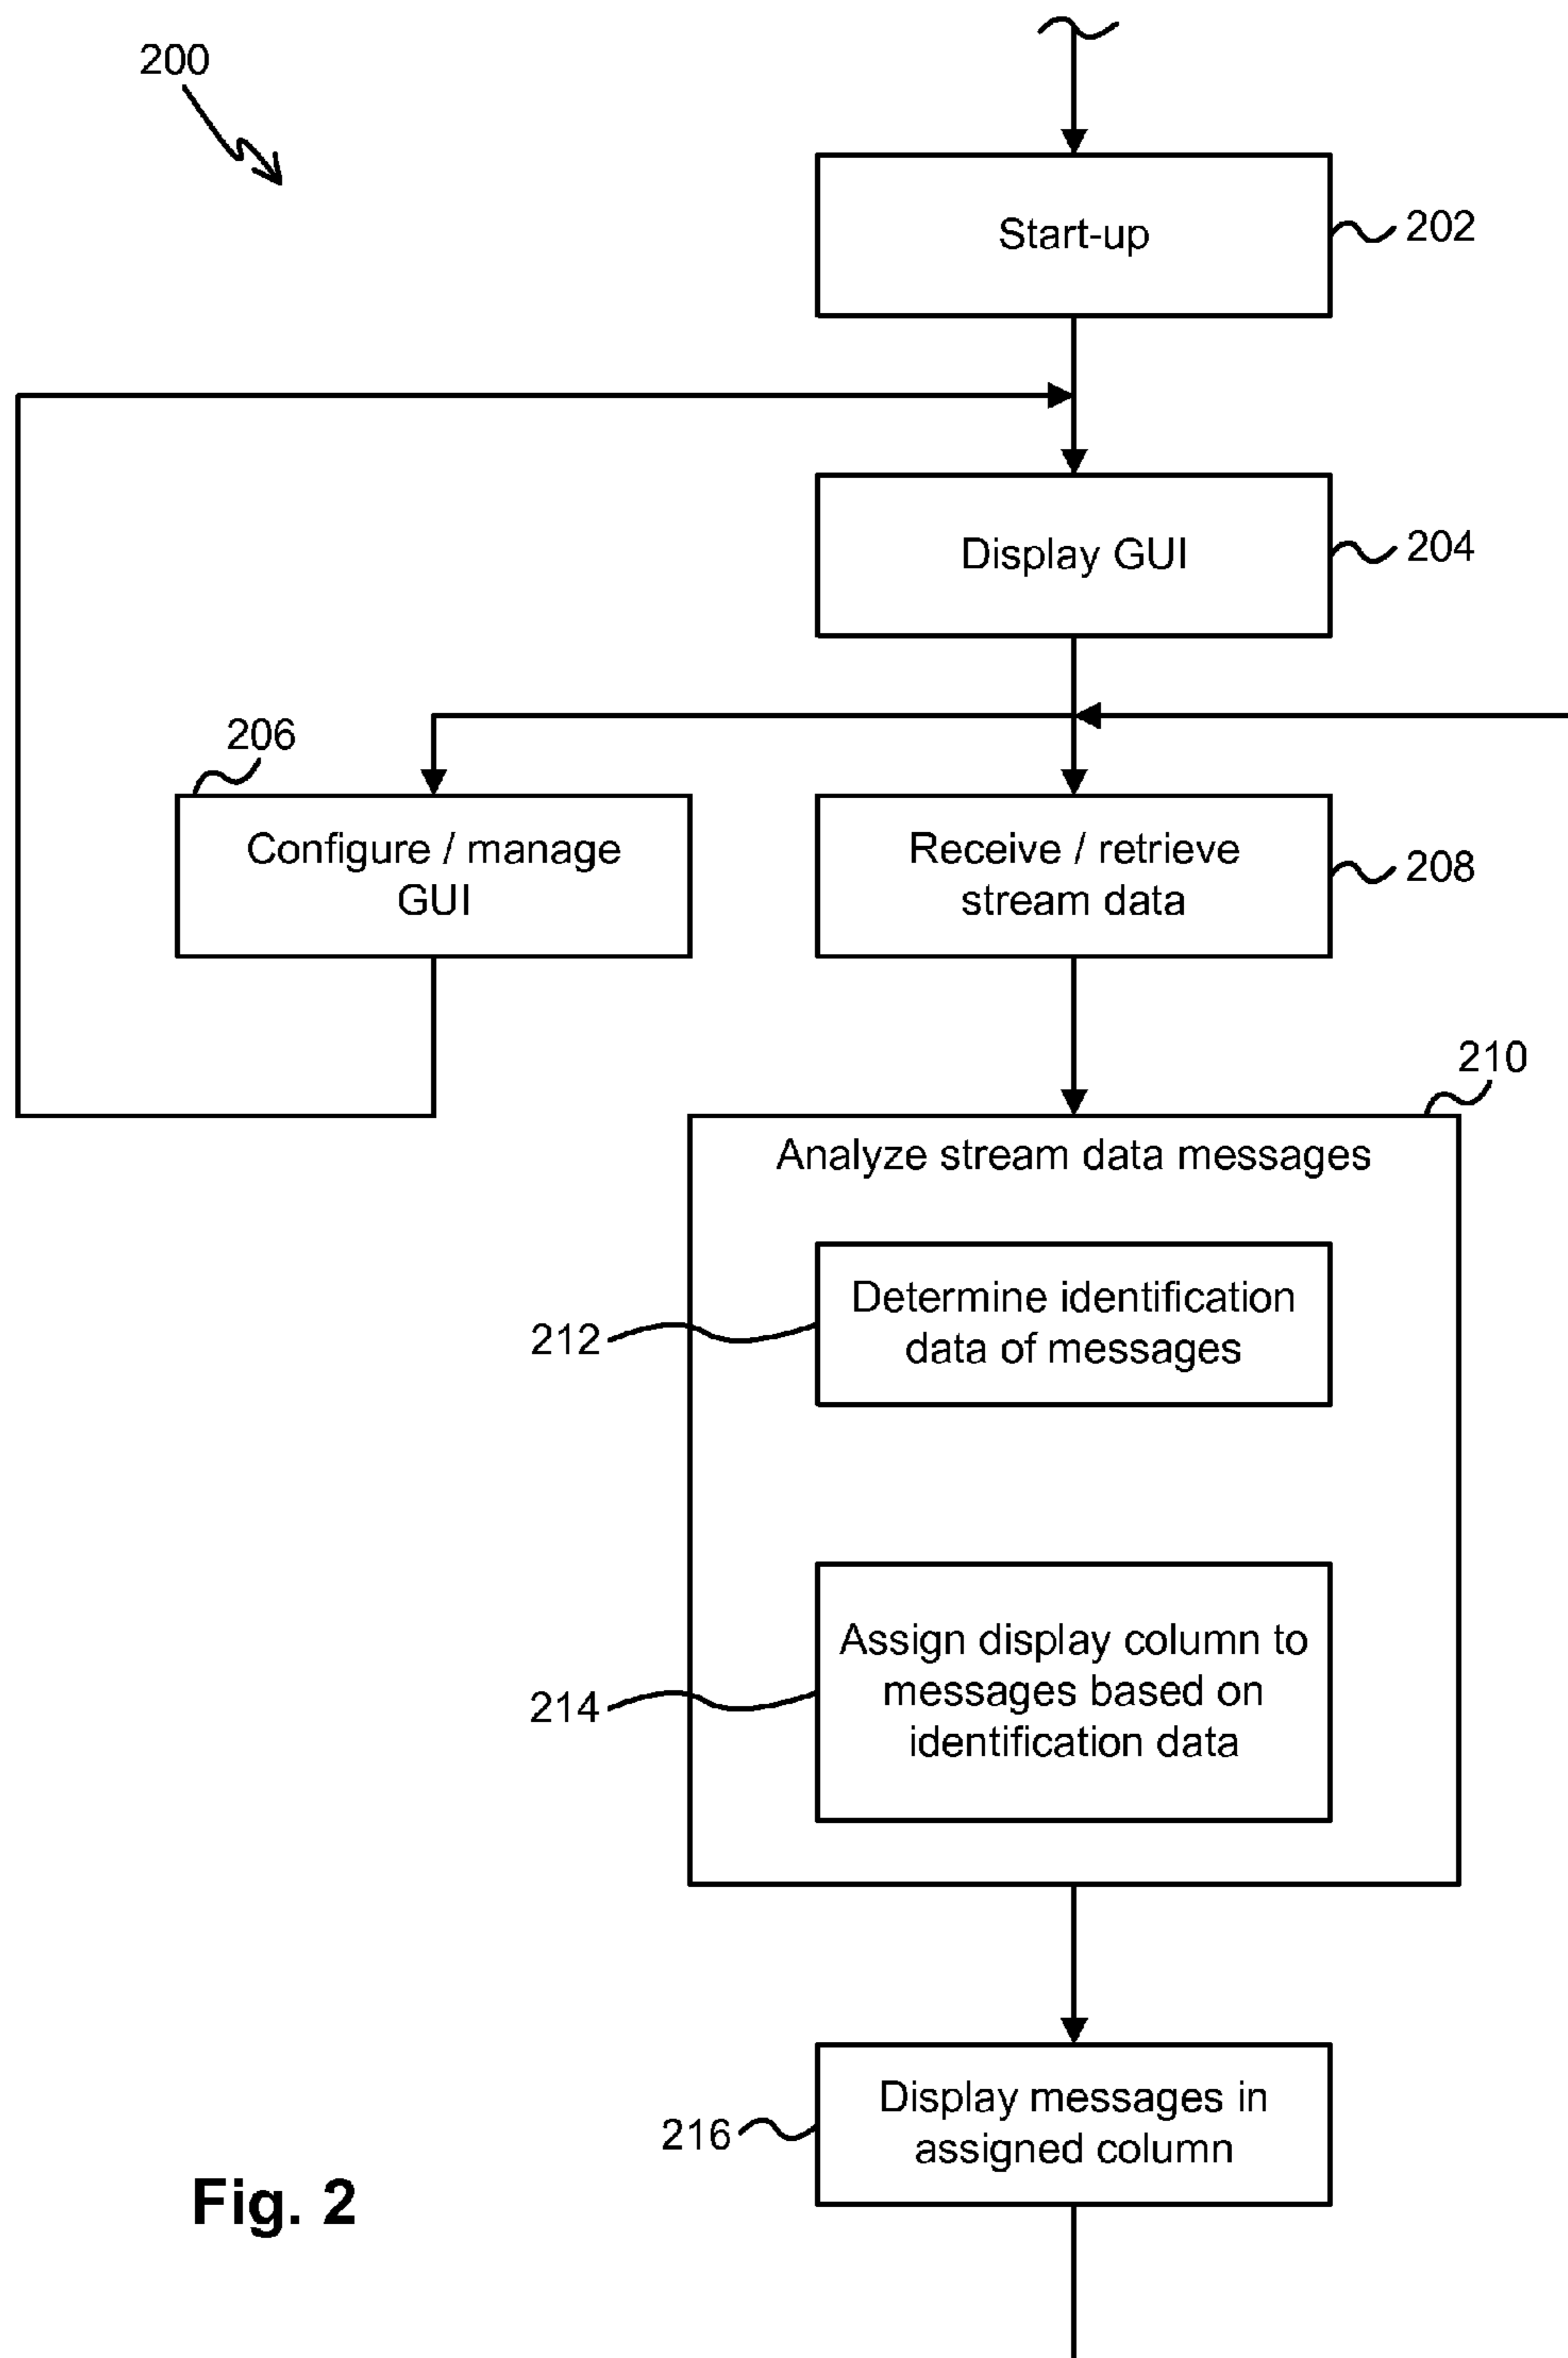 200
Start-up
202
Display GUI
204
206
Configure / manage
GUI
Receive / retrieve
stream data
208
210
Analyze stream data messages
Determine identification
data of messages
212
Assign display column to
messages based on
identification data
214
Display messages in
assigned column
216
Fig. 2